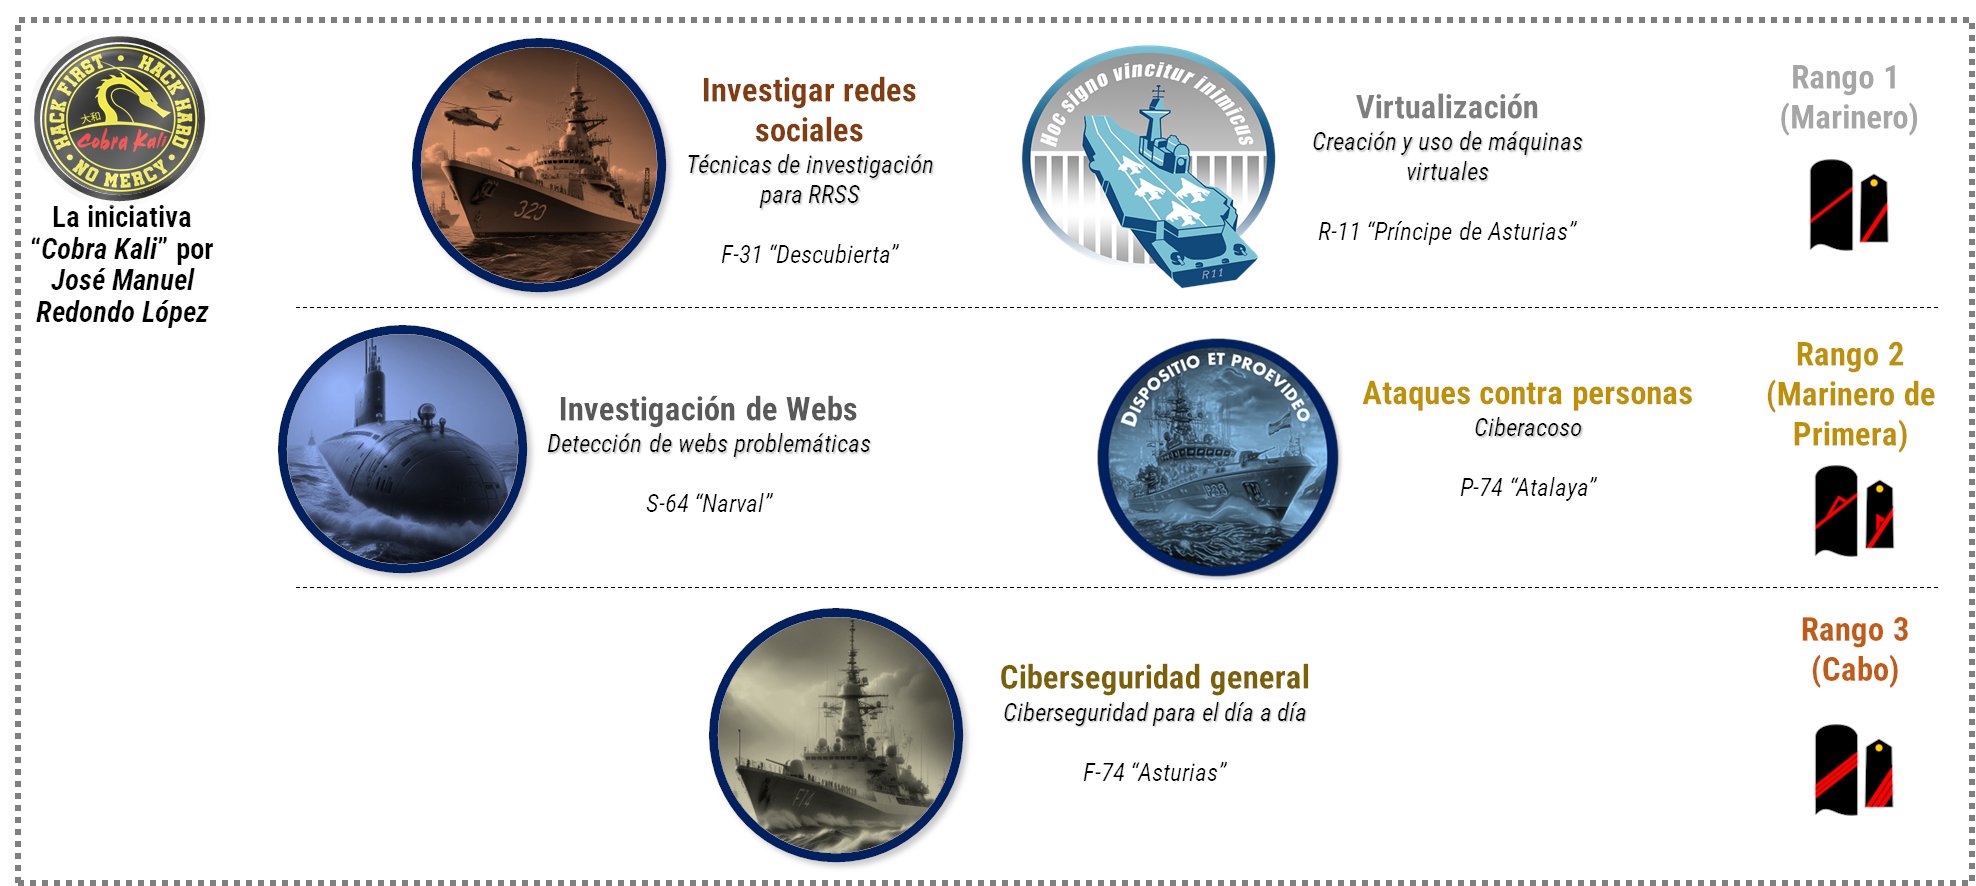 HACK FIRST • HACK HARD • NO MERCY •
大和
Cobra Kali
La iniciativa
“Cobra Kali” por
José Manuel
Redondo López
323
Investigar redes
sociales
Técnicas de investigación
para RRSS
F-31 “Descubierta”
Hoc signo vincitur inimicus
R11
Virtualización
Creación y uso de máquinas
virtuales
R-11 “Príncipe de Asturias”
Rango 1
(Marinero)
Investigación de Webs
Detección de webs problemáticas
S-64 “Narval”
DISPOSITIO ET PROEVIDEO
Ataques contra personas
Ciberacoso
P-74 “Atalaya”
Rango 2
(Marinero de
Primera)
F14
Ciberseguridad general
Ciberseguridad para el día a día
F-74 “Asturias”
Rango 3
(Cabo)